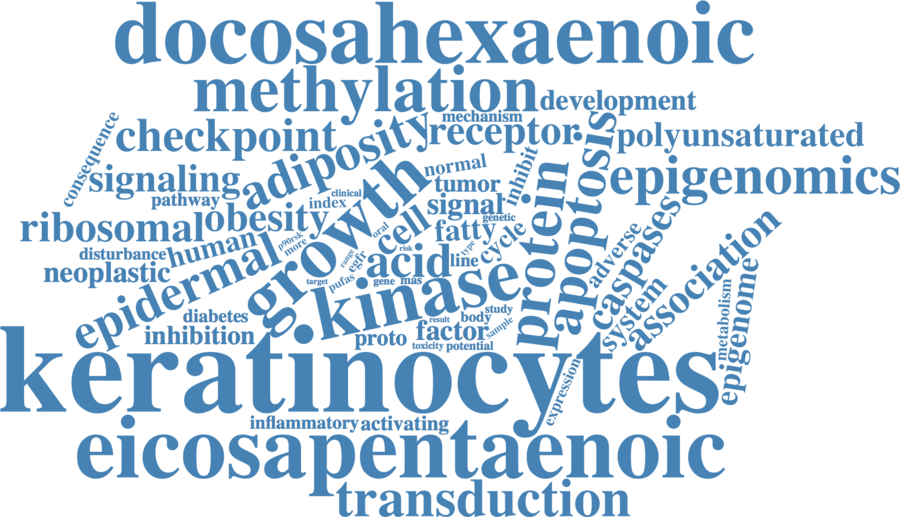 docosahexaenoic
methylation
development
mechanism
consequence
checkpoint
adiposity
receptor
apoptosis
polyunsaturated
signaling
normal
inhibit
protein
epigenomics
pathway
clinical
index
growth
tumor
signal
genetic
ribosomal
obesity
oral
cell
fatty
cycle
caspases
adverse
association
disturbance
human
p90rsk
more
range
egfr
risk
type
line
acid
neoplastic
epidermal
target
pufas
gene
mas
kinase
system
metabolism
epigenome
diabetes
inhibition
proto
result
body
study
factor
sample
toxicity
potential
keratinocytes
expression
inflammatory
activating
eicosapentaenoic
transduction